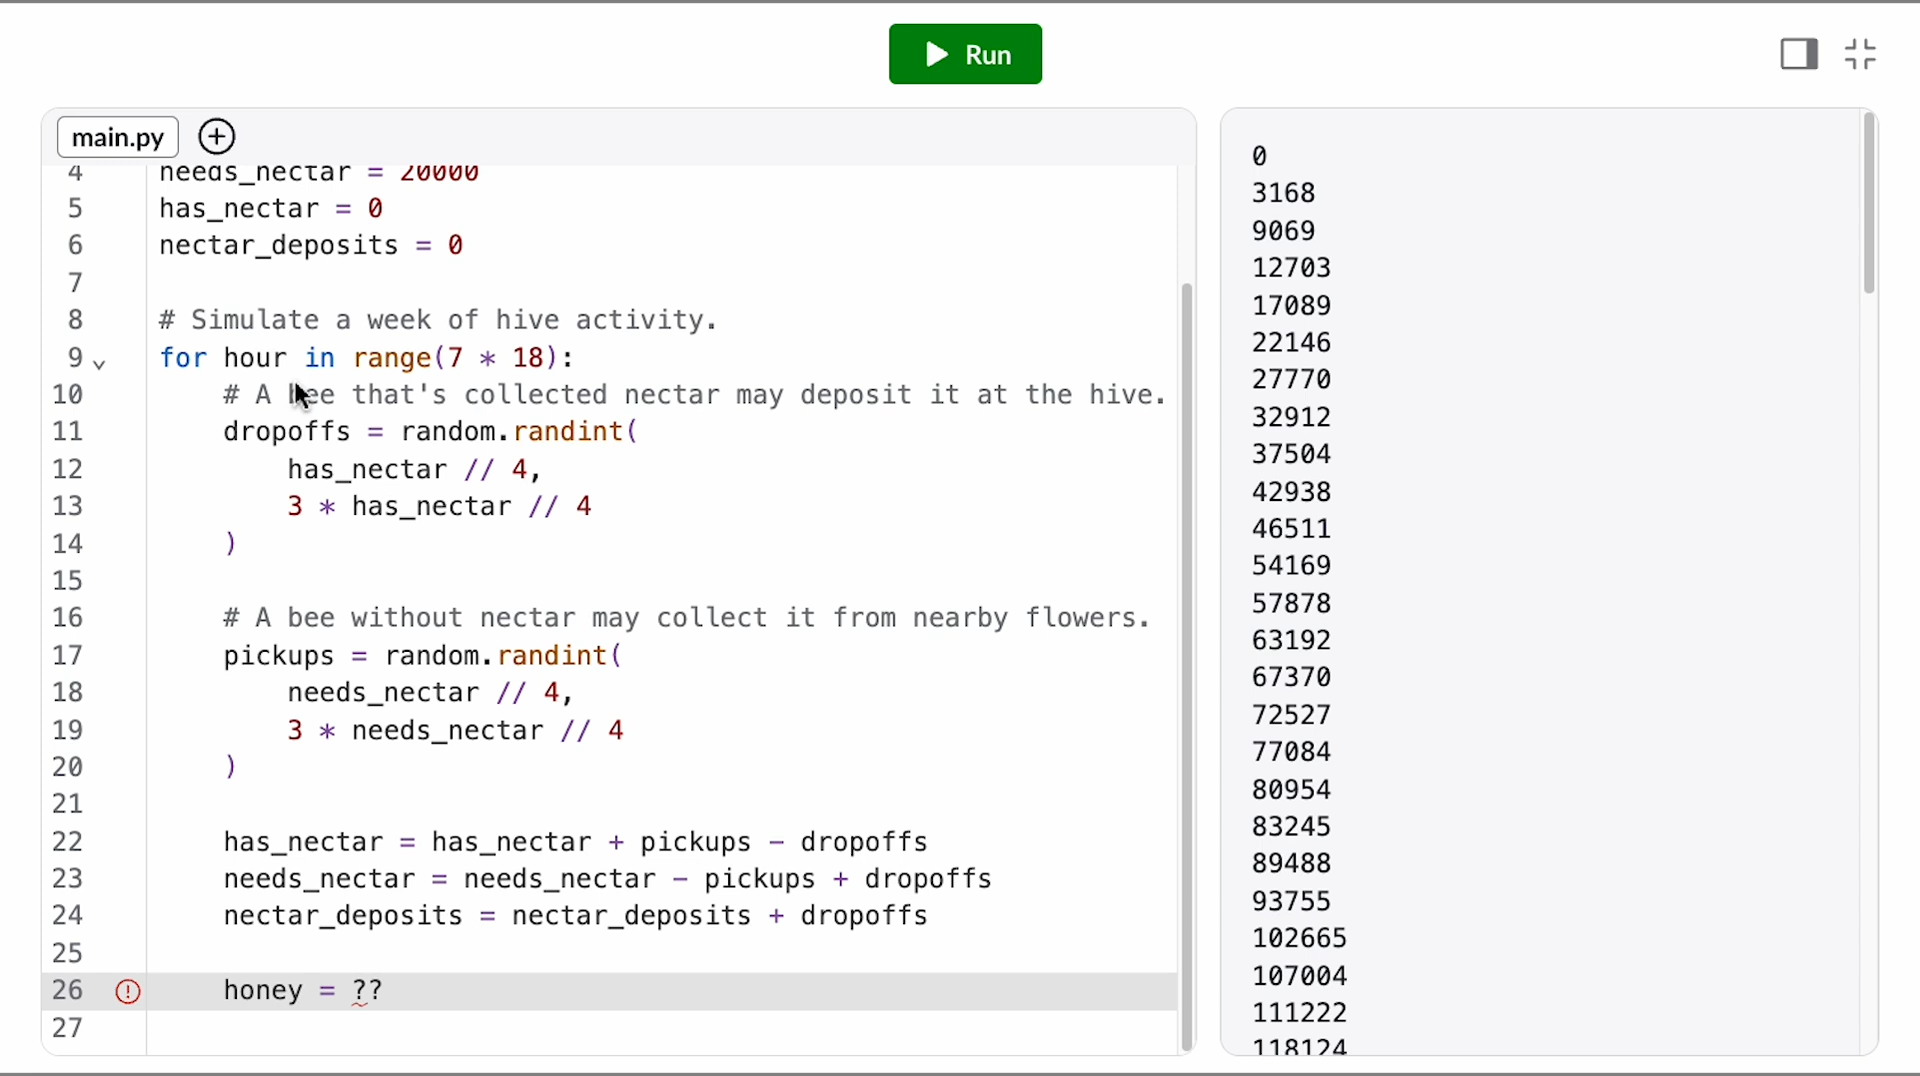 Run
main.py
4 needs_nectar = 20000
5 has_nectar = 0
6 nectar_deposits = 0
7
8 # Simulate a week of hive activity.
9 for hour in range(7 * 18):
10 # A bee that's collected nectar may deposit it at the hive.
11 dropoffs = random.randint(
12 has_nectar // 4,
13 3 * has_nectar // 4
14 )
15
16 # A bee without nectar may collect it from nearby flowers.
17 pickups = random.randint(
18 needs_nectar // 4,
19 3 * needs_nectar // 4
20 )
21
22 has_nectar = has_nectar + pickups - dropoffs
23 needs_nectar = needs_nectar - pickups + dropoffs
24 nectar_deposits = nectar_deposits + dropoffs
25
26 honey = ??
27
0
3168
9069
12703
17089
22146
27770
32912
37504
42938
46511
54169
57878
63192
67370
72527
77084
80954
83245
89488
93755
102665
107004
111222
118124